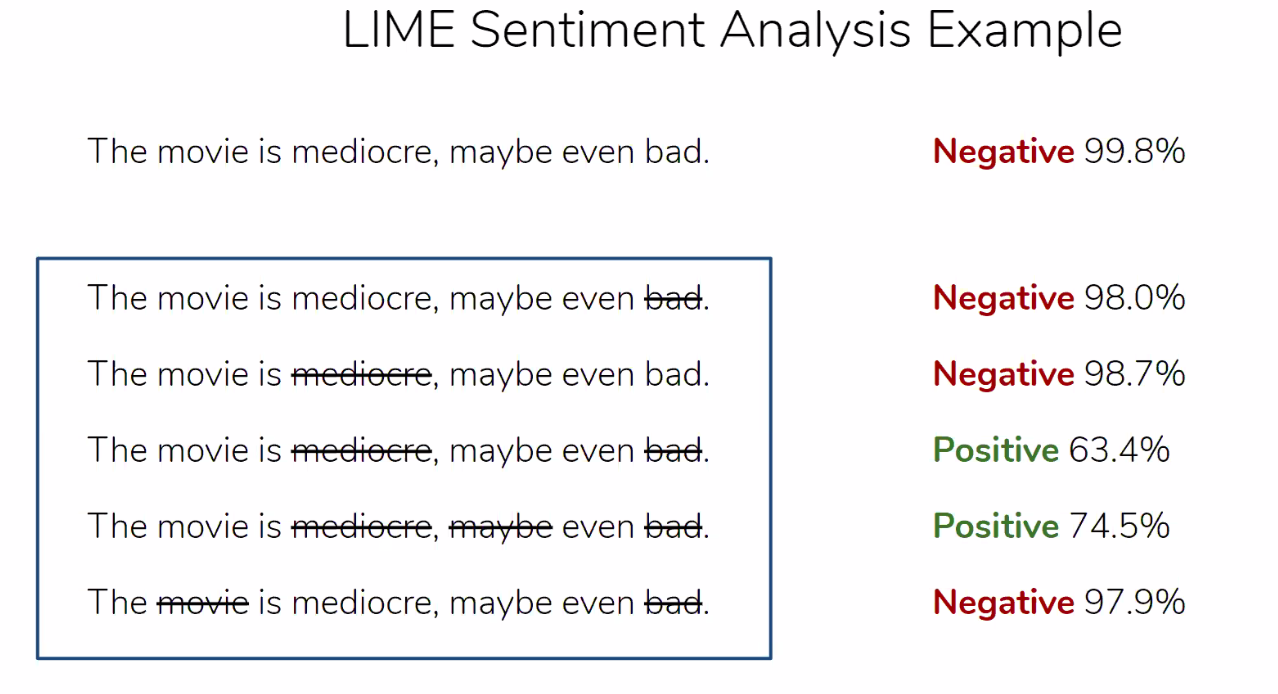 LIME Sentiment Analysis Example
The movie is mediocre, maybe even bad. Negative 99.8%
The movie is mediocre, maybe even bad. Negative 98.0%
The movie is mediocre, maybe even bad. Negative 98.7%
The movie is mediocre, maybe even bad. Positive 63.4%
The movie is mediocre, maybe even bad. Positive 74.5%
The movie is mediocre, maybe even bad. Negative 97.9%